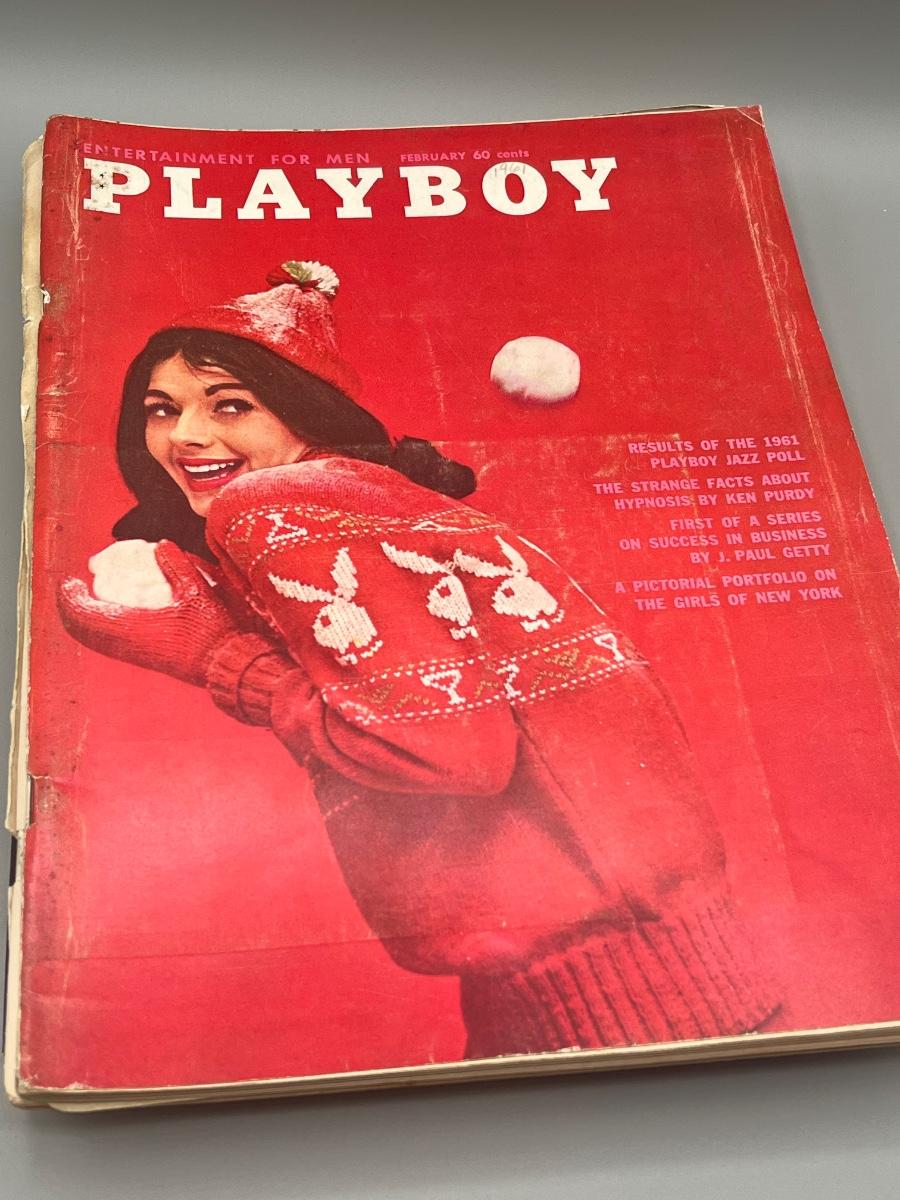 ENTERTAINMENT FOR MEN FEBRUARY 60 cents
1961
PLAYBOY
RESULTS OF THE 1961
PLAYBOY JAZZ POLL
THE STRANGE FACTS ABOUT
HYPNOSIS BY KEN PURDY
FIRST OF A SERIES
ON SUCCESS IN BUSINESS
BY J. PAUL GETTY
A PICTORIAL PORTFOLIO ON
THE GIRLS OF NEW YORK